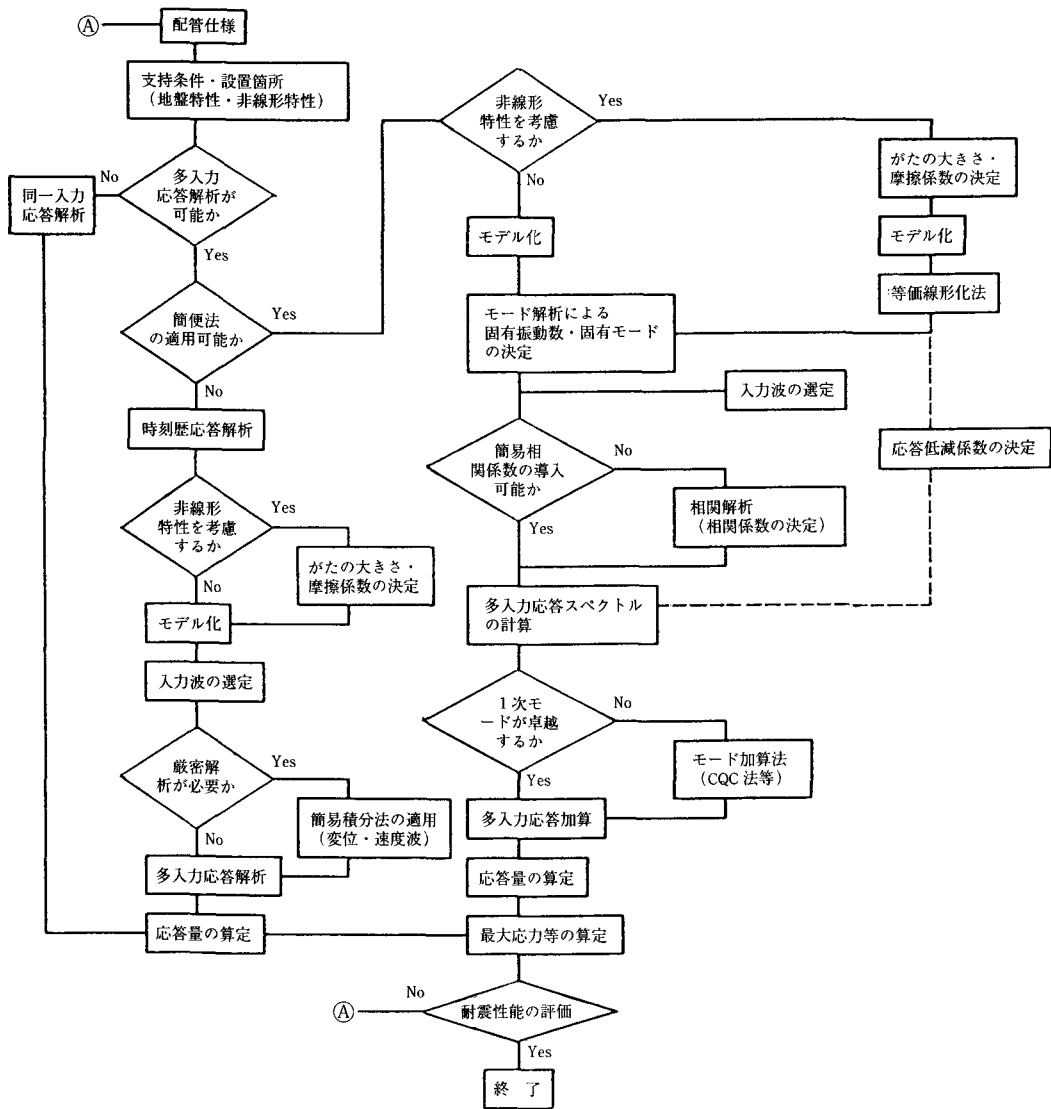 Ⓐ
配管仕様
支持条件・設置箇所
(地盤特性・非線形特性)
多入力
応答解析が
可能か
No
同一入力
応答解析
Yes
簡便法
の適用可能か
Yes
No
時刻歴応答解析
非線形
特性を考慮
するか
Yes
がたの大きさ・
摩擦係数の決定
No
モデル化
入力波の選定
厳密解
析が必要か
Yes
簡易積分法の適用
(変位・速度波)
No
多入力応答解析
応答量の算定
非線形
特性を考慮
するか
Yes
がたの大きさ・
摩擦係数の決定
モデル化
等価線形化法
No
モデル化
モード解析による
固有振動数・固有モード
の決定
入力波の選定
応答低減係数の決定
簡易相
関係数の導入
可能か
No
相関解析
(相関係数の決定)
Yes
多入力応答スペクトル
の計算
1次モ
ードが卓越
するか
No
モード加算法
(CQC法等)
Yes
多入力応答加算
応答量の算定
最大応力等の算定
耐震性能の評価
No
Ⓐ
Yes
終 了